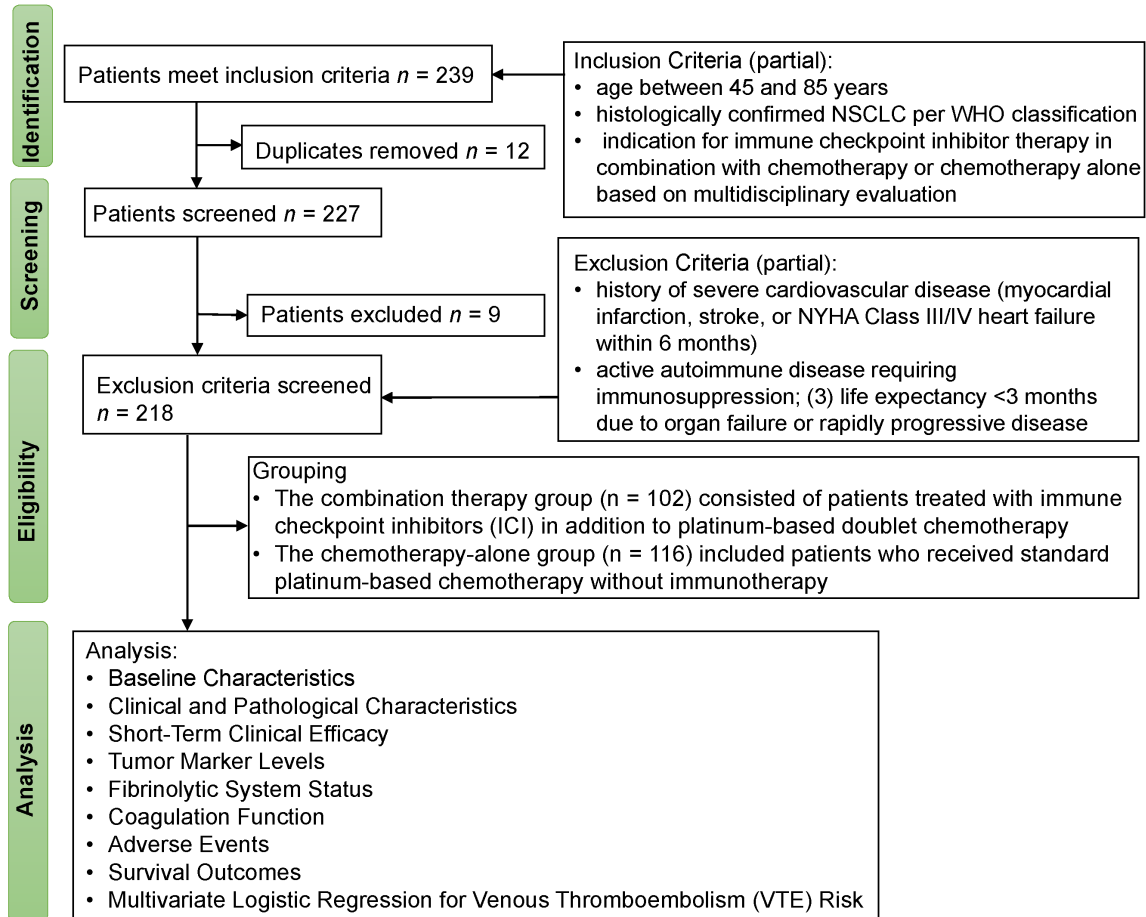 Identification
Patients meet inclusion criteria n = 239
Duplicates removed n = 12
Inclusion Criteria (partial):
• age between 45 and 85 years
• histologically confirmed NSCLC per WHO classification
• indication for immune checkpoint inhibitor therapy in
combination with chemotherapy or chemotherapy alone
based on multidisciplinary evaluation
Screening
Patients screened n = 227
Patients excluded n = 9
Exclusion Criteria (partial):
• history of severe cardiovascular disease (myocardial
infarction, stroke, or NYHA Class III/IV heart failure
within 6 months)
• active autoimmune disease requiring
immunosuppression; (3) life expectancy <3 months
due to organ failure or rapidly progressive disease
Eligibility
Exclusion criteria screened
n = 218
Grouping
• The combination therapy group (n = 102) consisted of patients treated with immune
checkpoint inhibitors (ICI) in addition to platinum-based doublet chemotherapy
• The chemotherapy-alone group (n = 116) included patients who received standard
platinum-based chemotherapy without immunotherapy
Analysis
Analysis:
• Baseline Characteristics
• Clinical and Pathological Characteristics
• Short-Term Clinical Efficacy
• Tumor Marker Levels
• Fibrinolytic System Status
• Coagulation Function
• Adverse Events
• Survival Outcomes
• Multivariate Logistic Regression for Venous Thromboembolism (VTE) Risk